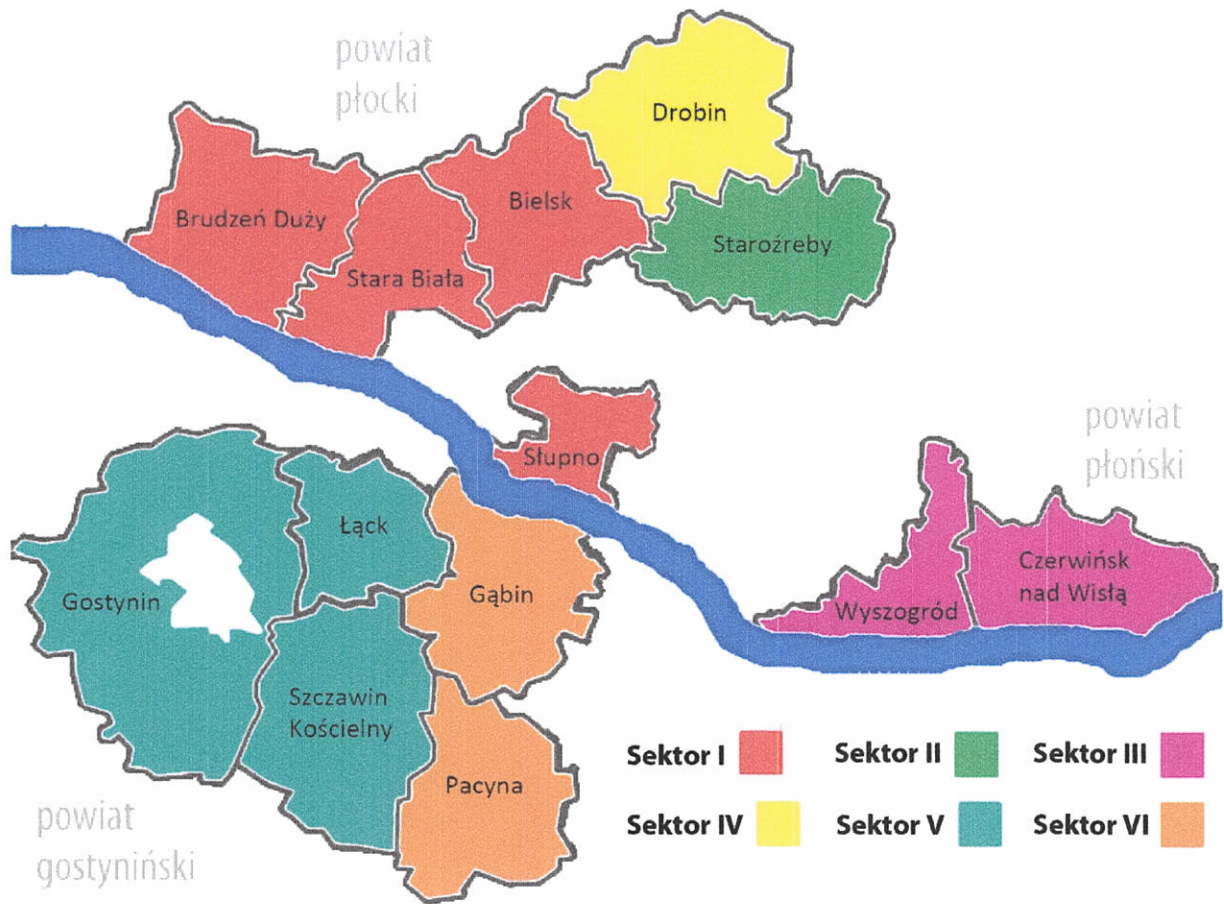 powiat
płocki
Drobin
Brudzeń Duży
Bielsk
Stara Biała
Staroźreby
Słupno
powiat
płoński
Łąck
Gostynin
Gąbin
Wyszogród
Czerwińsk
nad Wisłą
Szczawin
Kościelny
Pacyna
powiat
gostyniński
Sektor I
Sektor II
Sektor III
Sektor IV
Sektor V
Sektor VI